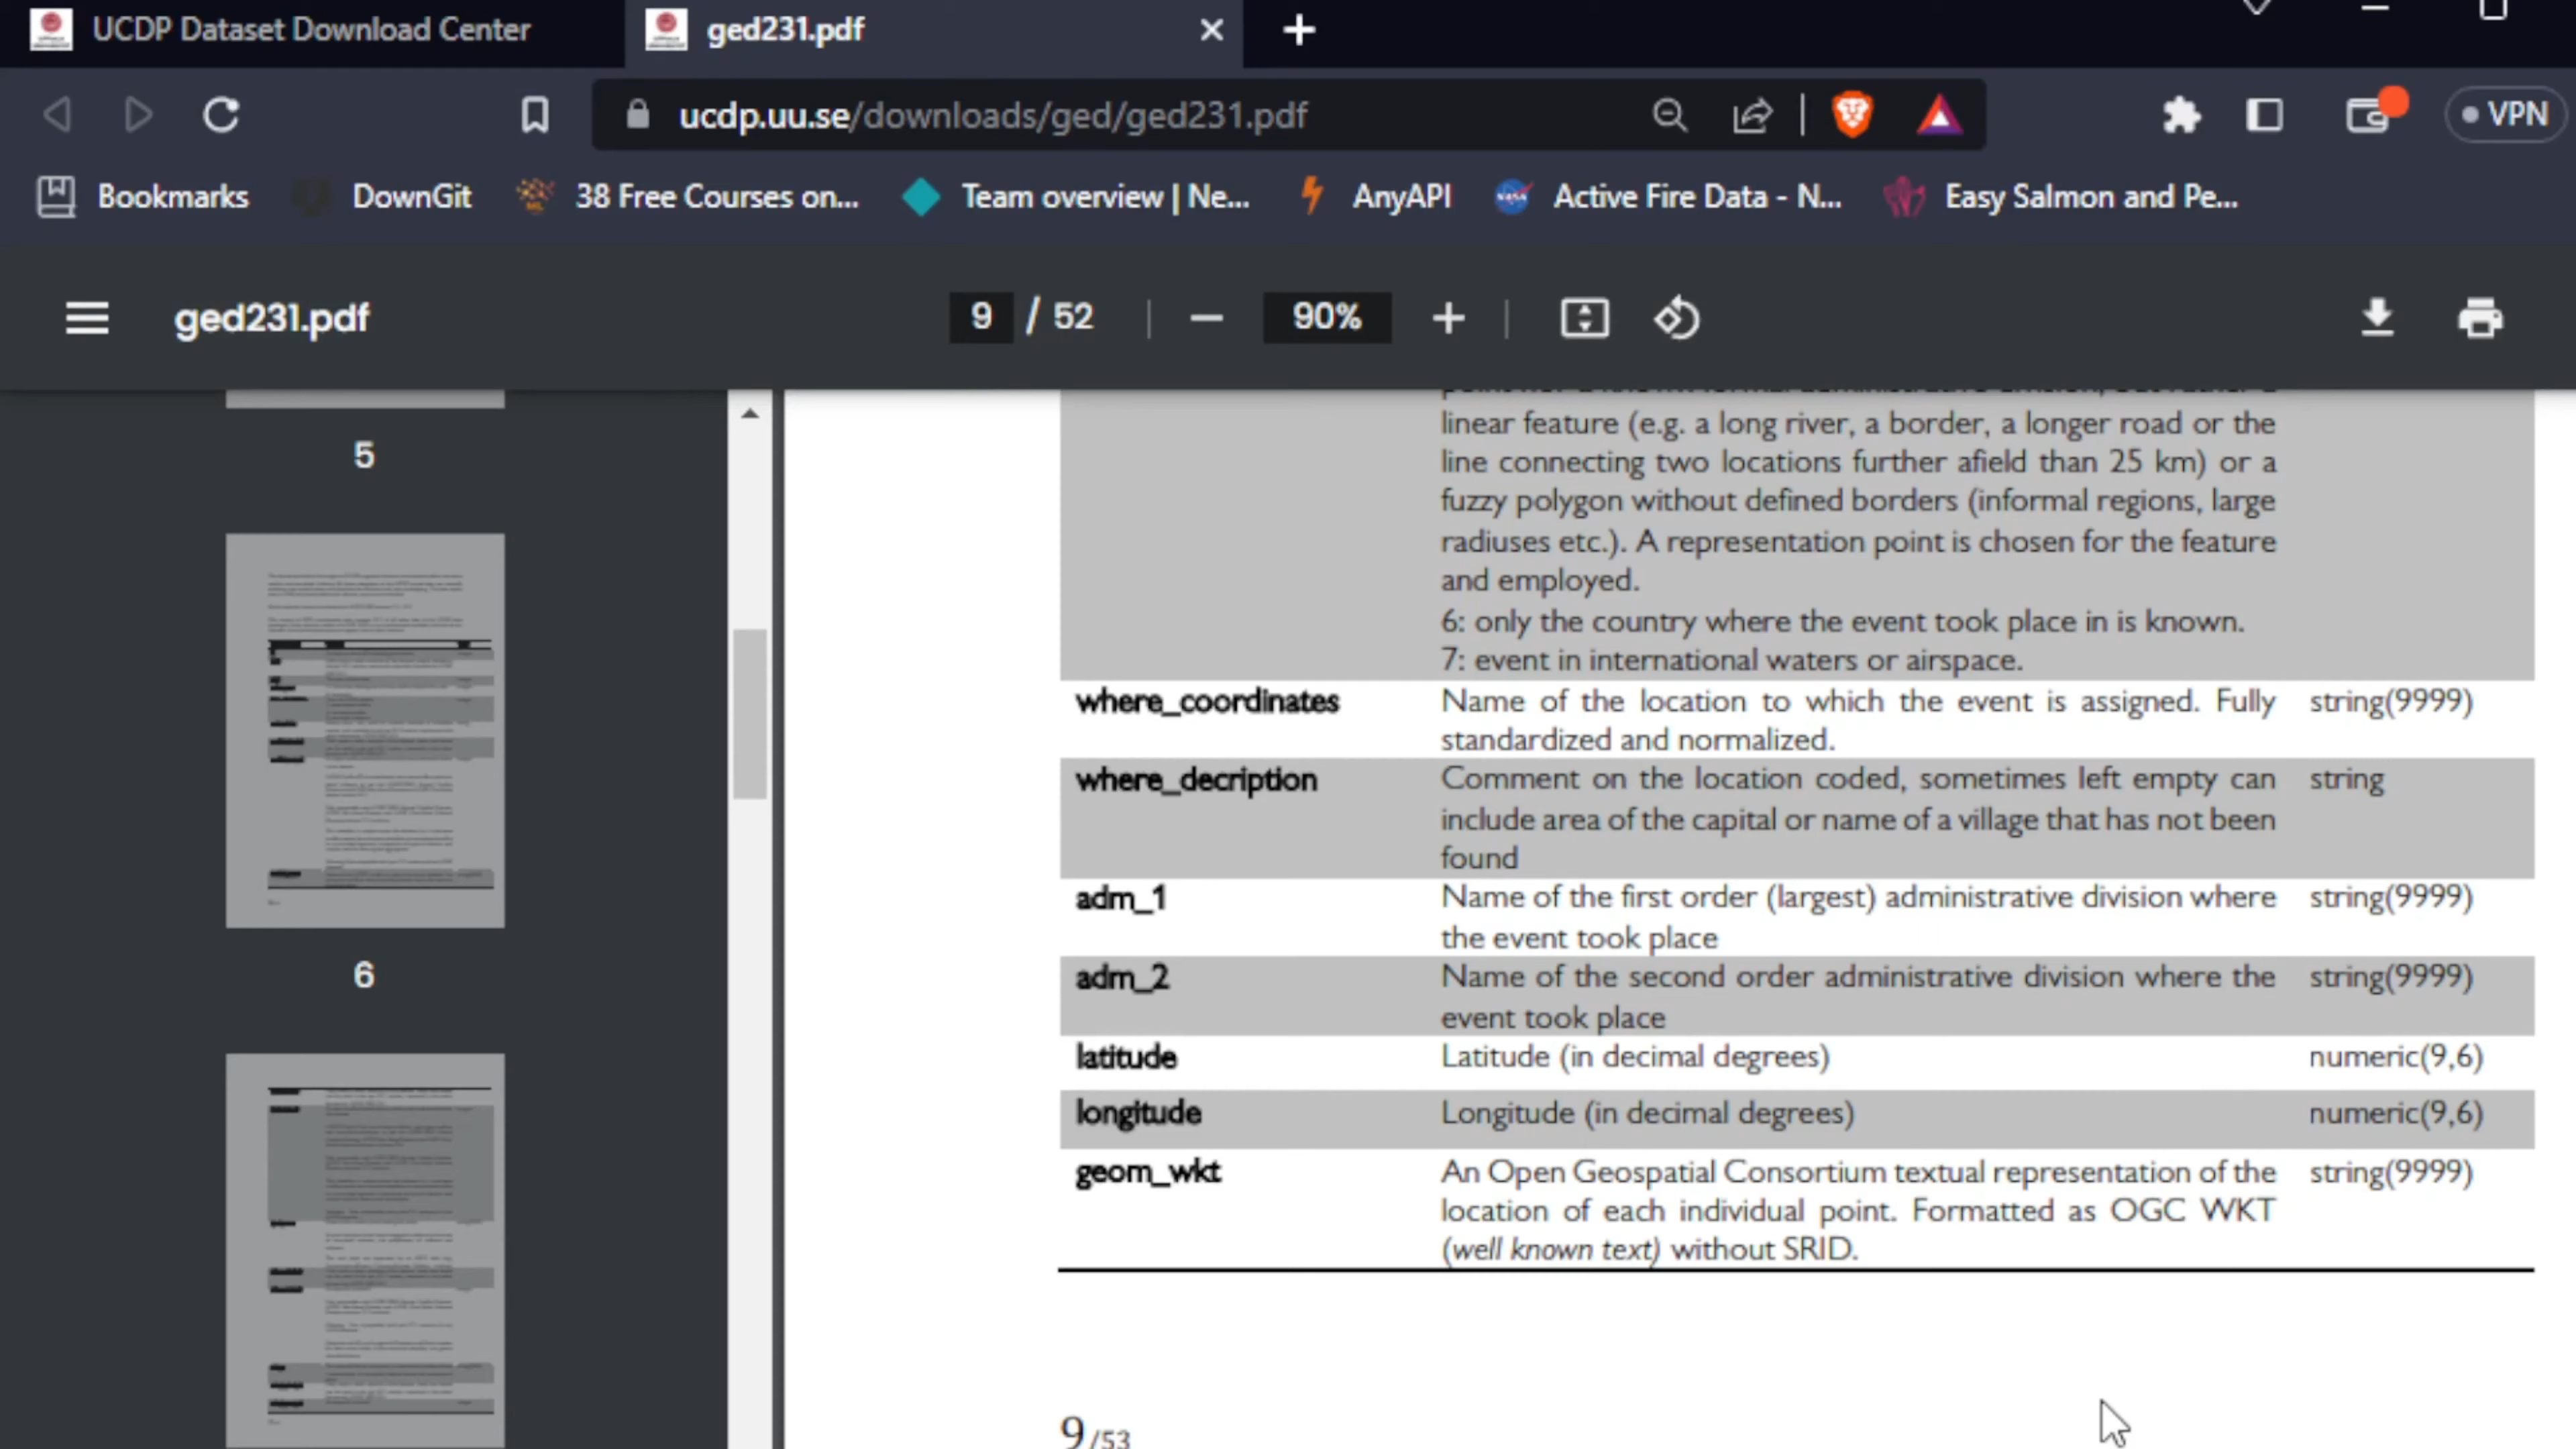 UCDP Dataset Download Center
ged231.pdf
ucdp.uu.se/downloads/ged/ged231.pdf
VPN
Bookmarks
DownGit
38 Free Courses on...
Team overview | Ne...
AnyAPI
Active Fire Data - N...
Easy Salmon and Pe...
ged231.pdf
9 / 52
90%
5
6
linear feature (e.g. a long river, a border, a longer road or the
line connecting two locations further afield than 25 km) or a
fuzzy polygon without defined borders (informal regions, large
radiuses etc.). A representation point is chosen for the feature
and employed.
6: only the country where the event took place in is known.
7: event in international waters or airspace.
where_coordinates Name of the location to which the event is assigned. Fully string(9999)
standardized and normalized.
where_decription Comment on the location coded, sometimes left empty can string
include area of the capital or name of a village that has not been
found
adm_1 Name of the first order (largest) administrative division where string(9999)
the event took place
adm_2 Name of the second order administrative division where the string(9999)
event took place
latitude Latitude (in decimal degrees) numeric(9,6)
longitude Longitude (in decimal degrees) numeric(9,6)
geom_wkt An Open Geospatial Consortium textual representation of the string(9999)
location of each individual point. Formatted as OGC WKT
(well known text) without SRID.
9/53